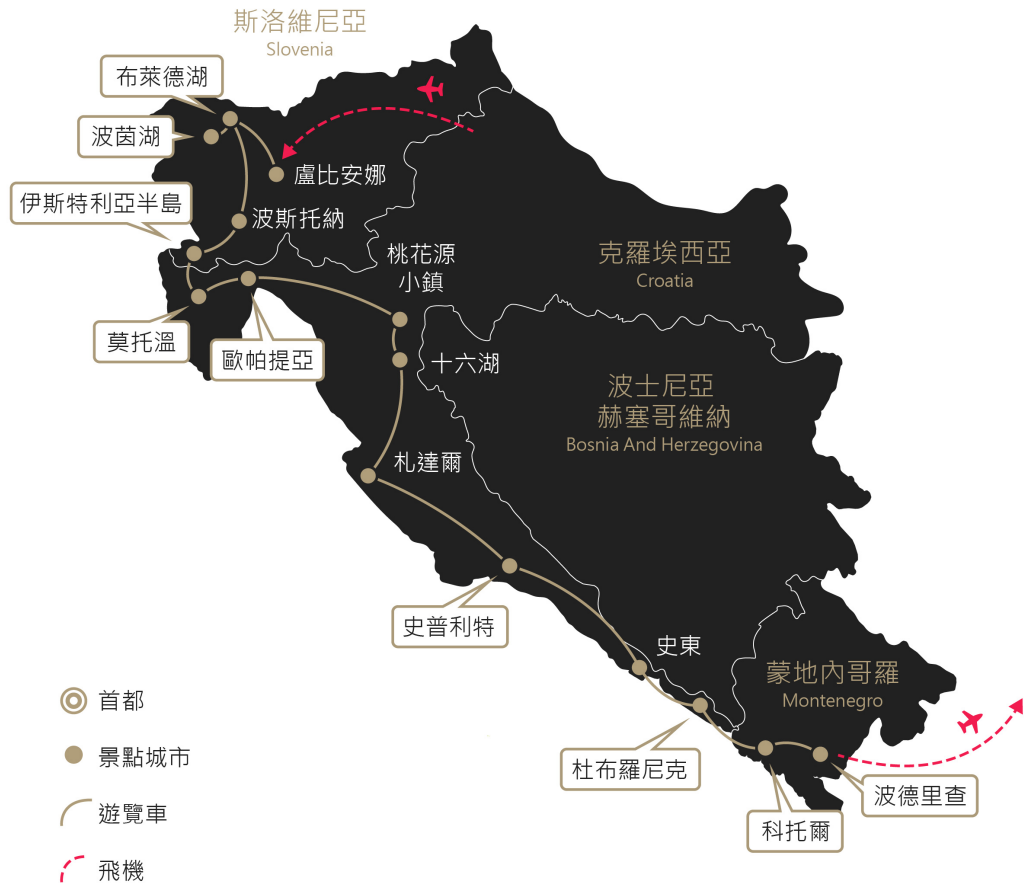 斯洛維尼亞
Slovenia
布萊德湖
波茵湖
盧比安娜
伊斯特利亞半島
波斯托納
桃花源
小鎮
克羅埃西亞
Croatia
莫托溫
歐帕提亞
十六湖
波士尼亞
赫塞哥維納
Bosnia And Herzegovina
札達爾
史普利特
史東
蒙地內哥羅
Montenegro
杜布羅尼克
波德里查
科托爾
首都
景點城市
遊覽車
飛機